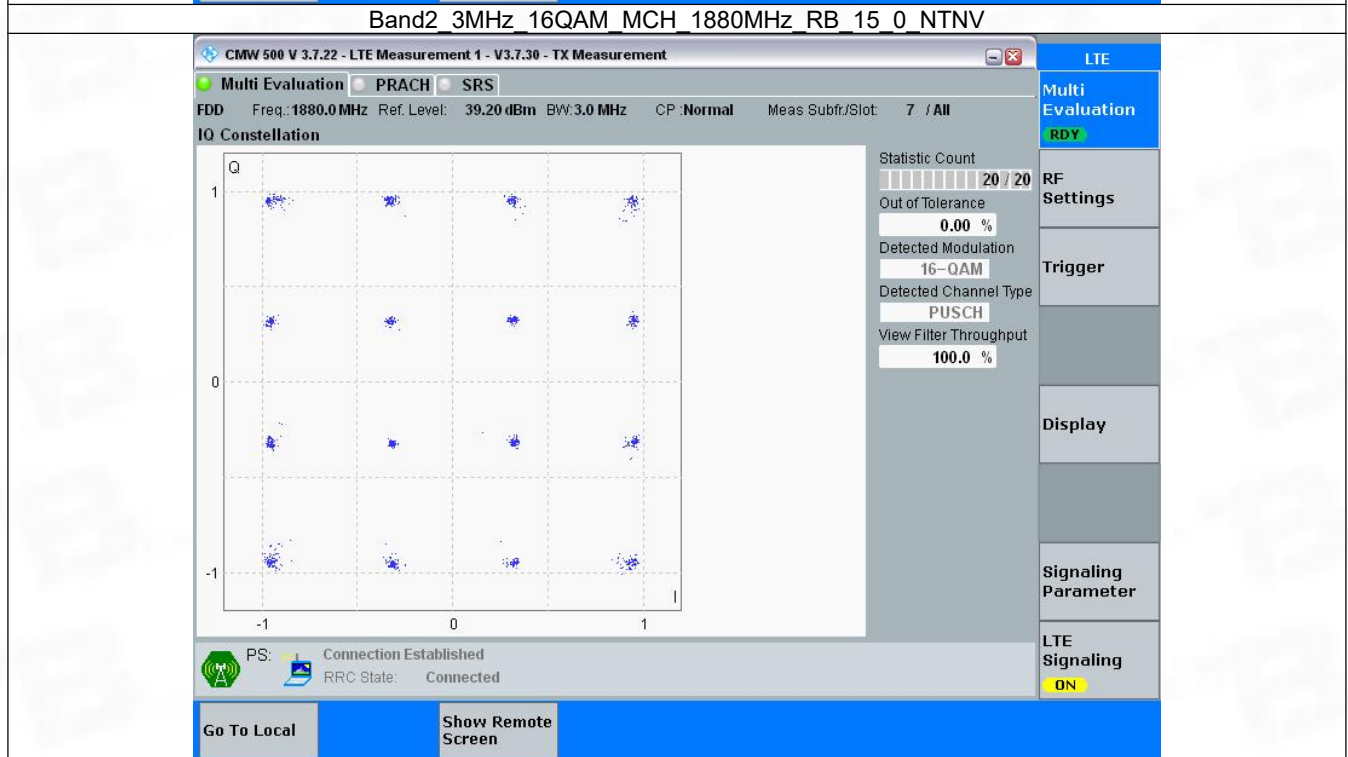 Band2_3MHz_16QAM_MCH_1880MHz_RB_15_0_NTNV
CMW 500 V 3.7.22 - LTE Measurement 1 - V3.7.30 - TX Measurement
LTE
Multi Evaluation PRACH SRS
FDD Freq.:1880.0 MHz Ref. Level: 39.20 dBm BW:3.0 MHz CP :Normal Meas Subfr./Slot: 7 / All
IQ Constellation
Q
1
0
-1
I
-1 0 1
Statistic Count
20 / 20
Out of Tolerance
0.00 %
Detected Modulation
16-QAM
Detected Channel Type
PUSCH
View Filter Throughput
100.0 %
Multi
Evaluation
RDY
RF
Settings
Trigger
Display
Signaling
Parameter
LTE
Signaling
ON
PS: Connection Established
RRC State: Connected
Go To Local
Show Remote
Screen